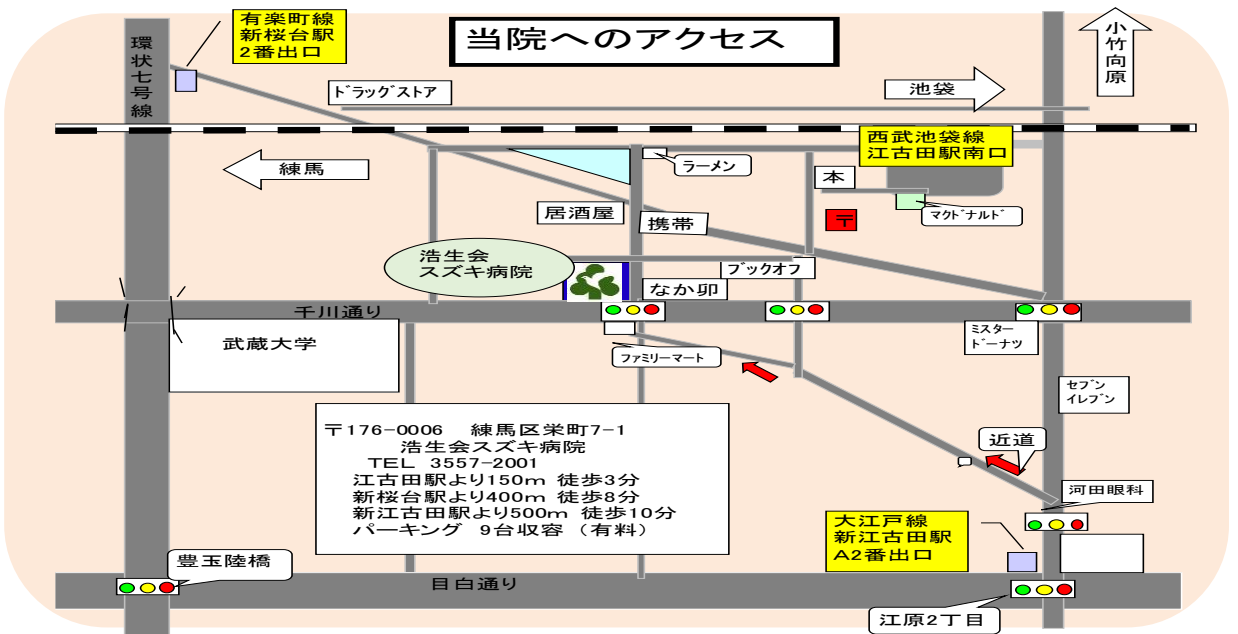 有楽町線
新桜台駅
2番出口
環状七号線
当院へのアクセス
小竹向原
ドラッグストア
池袋
西武池袋線
江古田駅南口
練馬
ラーメン
本
居酒屋
携帯
〒
マクドナルド
浩生会
スズキ病院
ブックオフ
なか卯
千川通り
武蔵大学
ファミリーマート
ミスター
ドーナツ
セブン
イレブン
〒176-0006 練馬区栄町7-1
浩生会スズキ病院
TEL 3557-2001
江古田駅より150m 徒歩3分
新桜台駅より400m 徒歩8分
新江古田駅より500m 徒歩10分
パーキング 9台収容 (有料)
近道
河田眼科
大江戸線
新江古田駅
A2番出口
豊玉陸橋
目白通り
江原2丁目